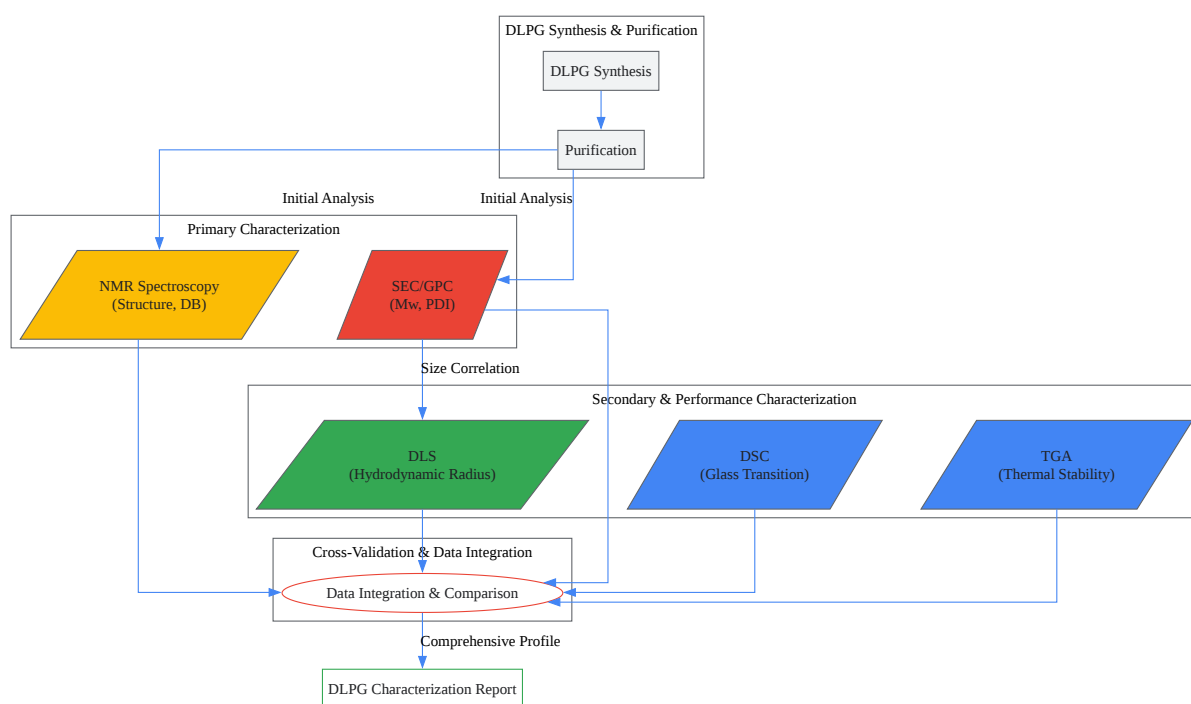 DLPG Synthesis & Purification
DLPG Synthesis
Purification
Initial Analysis
Initial Analysis
Primary Characterization
NMR Spectroscopy
(Structure, DB)
SEC/GPC
(Mw, PDI)
Size Correlation
Secondary & Performance Characterization
DLS
(Hydrodynamic Radius)
DSC
(Glass Transition)
TGA
(Thermal Stability)
Cross-Validation & Data Integration
Data Integration & Comparison
Comprehensive Profile
DLPG Characterization Report